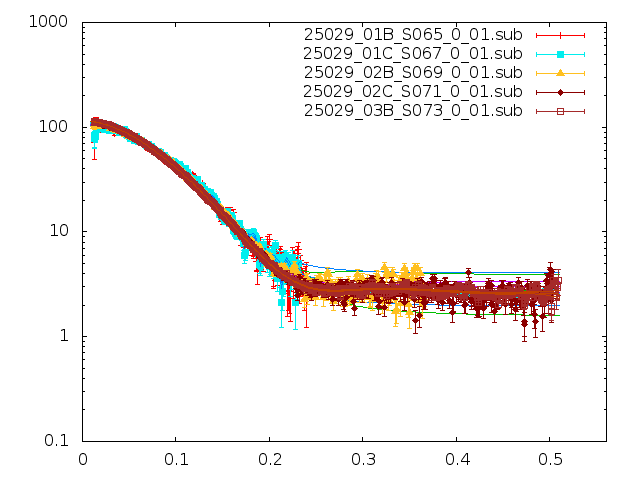 1000
25029_01B_S065_0_01.sub
25029_01C_S067_0_01.sub
25029_02B_S069_0_01.sub
25029_02C_S071_0_01.sub
25029_03B_S073_0_01.sub
100
10
1
0.1
0 0.1 0.2 0.3 0.4 0.5